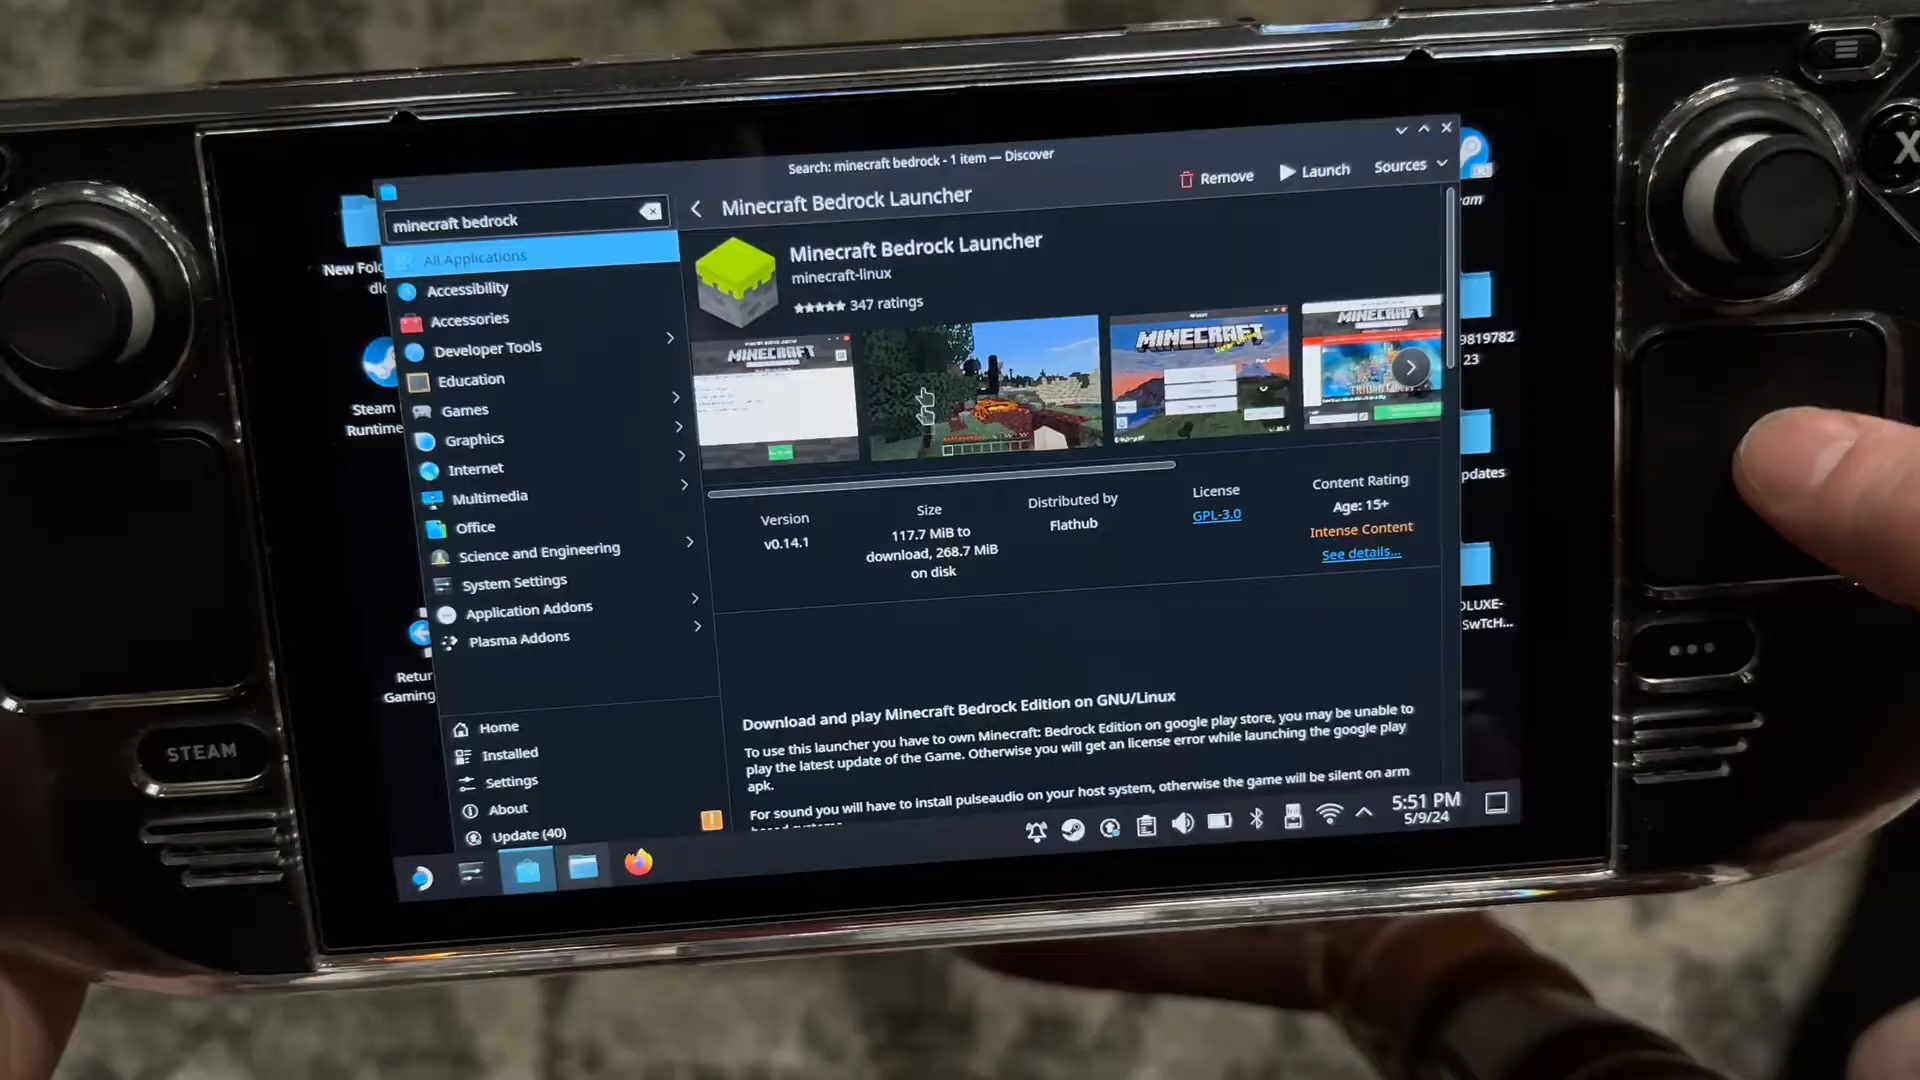 Search: minecraft bedrock - 1 item — Discover
minecraft bedrock
Minecraft Bedrock Launcher
Remove
Launch
Sources
All Applications
Accessibility
Accessories
Developer Tools
Education
Games
Graphics
Internet
Multimedia
Office
Science and Engineering
System Settings
Application Addons
Plasma Addons
Home
Installed
Settings
About
Update (40)
Minecraft Bedrock Launcher
minecraft-linux
347 ratings
MINECRAFT
MINECRAFT
MINECRAFT
Version
v0.14.1
Size
117.7 MiB to
download, 268.7 MiB
on disk
Distributed by
Flathub
License
GPL-3.0
Content Rating
Age: 15+
Intense Content
See details...
Download and play Minecraft Bedrock Edition on GNU/Linux
To use this launcher you have to own Minecraft: Bedrock Edition on google play store, you may be unable to
play the latest update of the Game. Otherwise you will get an license error while launching the google play
apk.
For sound you will have to install pulseaudio on your host system, otherwise the game will be silent on arm
New Fol
Steam
Runtime
Retur
Gaming
eam
9819782
23
pdates
OLUXE-
SwTcH...
5:51 PM
5/9/24
STEAM
X